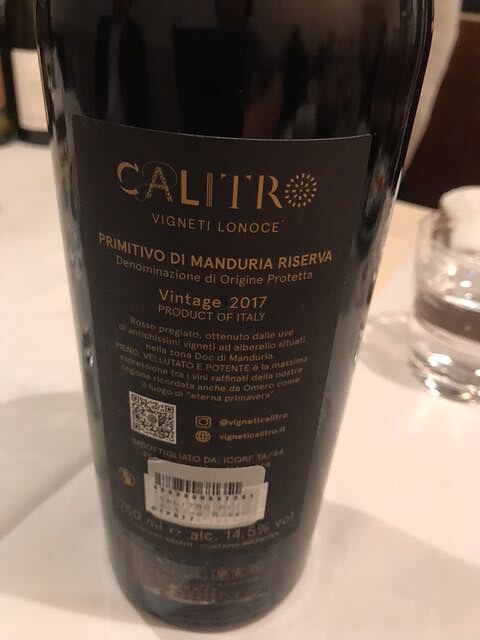 CALITRO
VIGNETI LONOCE
PRIMITIVO DI MANDURIA RISERVA
Denominazione di Origine Protetta
Vintage 2017
PRODUCT OF ITALY
Rosso pregiato, ottenuto dalle uve
di antichissimi vigneti ad alberello situati
nella zona Doc di Manduria.
PIENO, VELLUTATO E POTENTE è la massima
espressione tra i vini raffinati della nostra
regione ricordata anche da Omero come
il luogo di "eterna primavera"
@vigneticalitro
vigneticalitro.it
IMBOTTIGLIATO DA: ICQRF TA/44
750 ml e alc. 14,5% vol